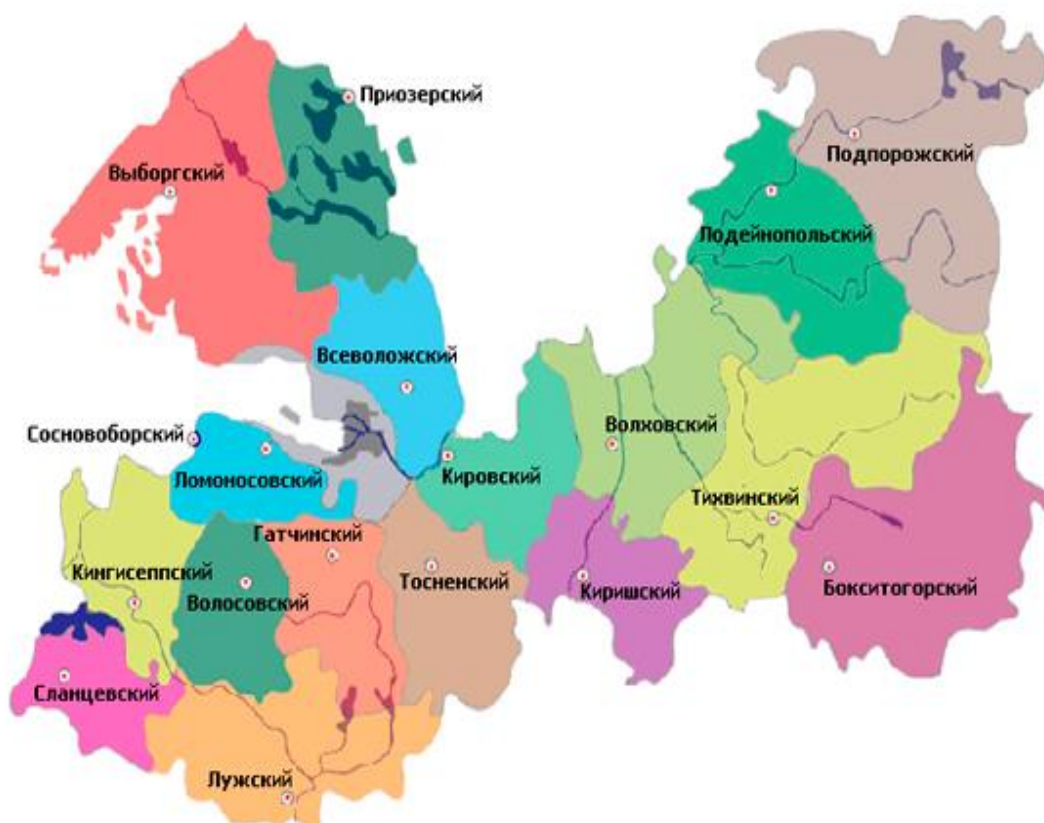 Приозерский
Подпорожский
Выборгский
Лодейнопольский
Всеволожский
Сосновоборский
Волховский
Ломоносовский
Кировский
Тихвинский
Гатчинский
Кингисеппский
Волосовский
Тосненский
Киришский
Бокситогорский
Сланцевский
Лужский